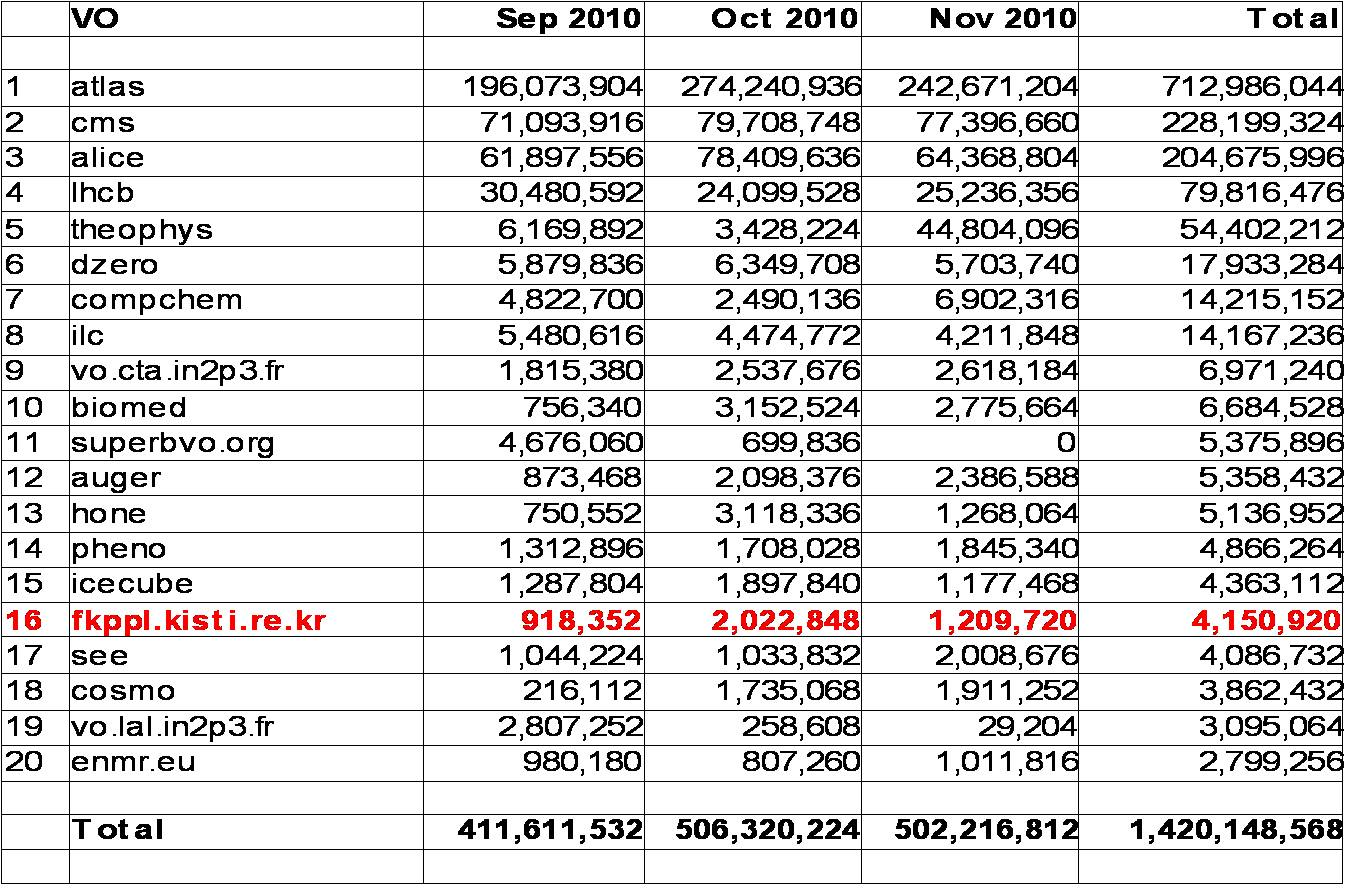 VO Sep 2010 Oct 2010 Nov 2010 Total
1 atlas 196,073,904 274,240,936 242,671,204 712,986,044
2 cms 71,093,916 79,708,748 77,396,660 228,199,324
3 alice 61,897,556 78,409,636 64,368,804 204,675,996
4 lhcb 30,480,592 24,099,528 25,236,356 79,816,476
5 theophys 6,169,892 3,428,224 44,804,096 54,402,212
6 dzero 5,879,836 6,349,708 5,703,740 17,933,284
7 compchem 4,822,700 2,490,136 6,902,316 14,215,152
8 ilc 5,480,616 4,474,772 4,211,848 14,167,236
9 vo.cta.in2p3.fr 1,815,380 2,537,676 2,618,184 6,971,240
10 biomed 756,340 3,152,524 2,775,664 6,684,528
11 superbvo.org 4,676,060 699,836 0 5,375,896
12 auger 873,468 2,098,376 2,386,588 5,358,432
13 hone 750,552 3,118,336 1,268,064 5,136,952
14 pheno 1,312,896 1,708,028 1,845,340 4,866,264
15 icecube 1,287,804 1,897,840 1,177,468 4,363,112
16 fkppl.kisti.re.kr 918,352 2,022,848 1,209,720 4,150,920
17 see 1,044,224 1,033,832 2,008,676 4,086,732
18 cosmo 216,112 1,735,068 1,911,252 3,862,432
19 vo.lal.in2p3.fr 2,807,252 258,608 29,204 3,095,064
20 enmr.eu 980,180 807,260 1,011,816 2,799,256
Total 411,611,532 506,320,224 502,216,812 1,420,148,568